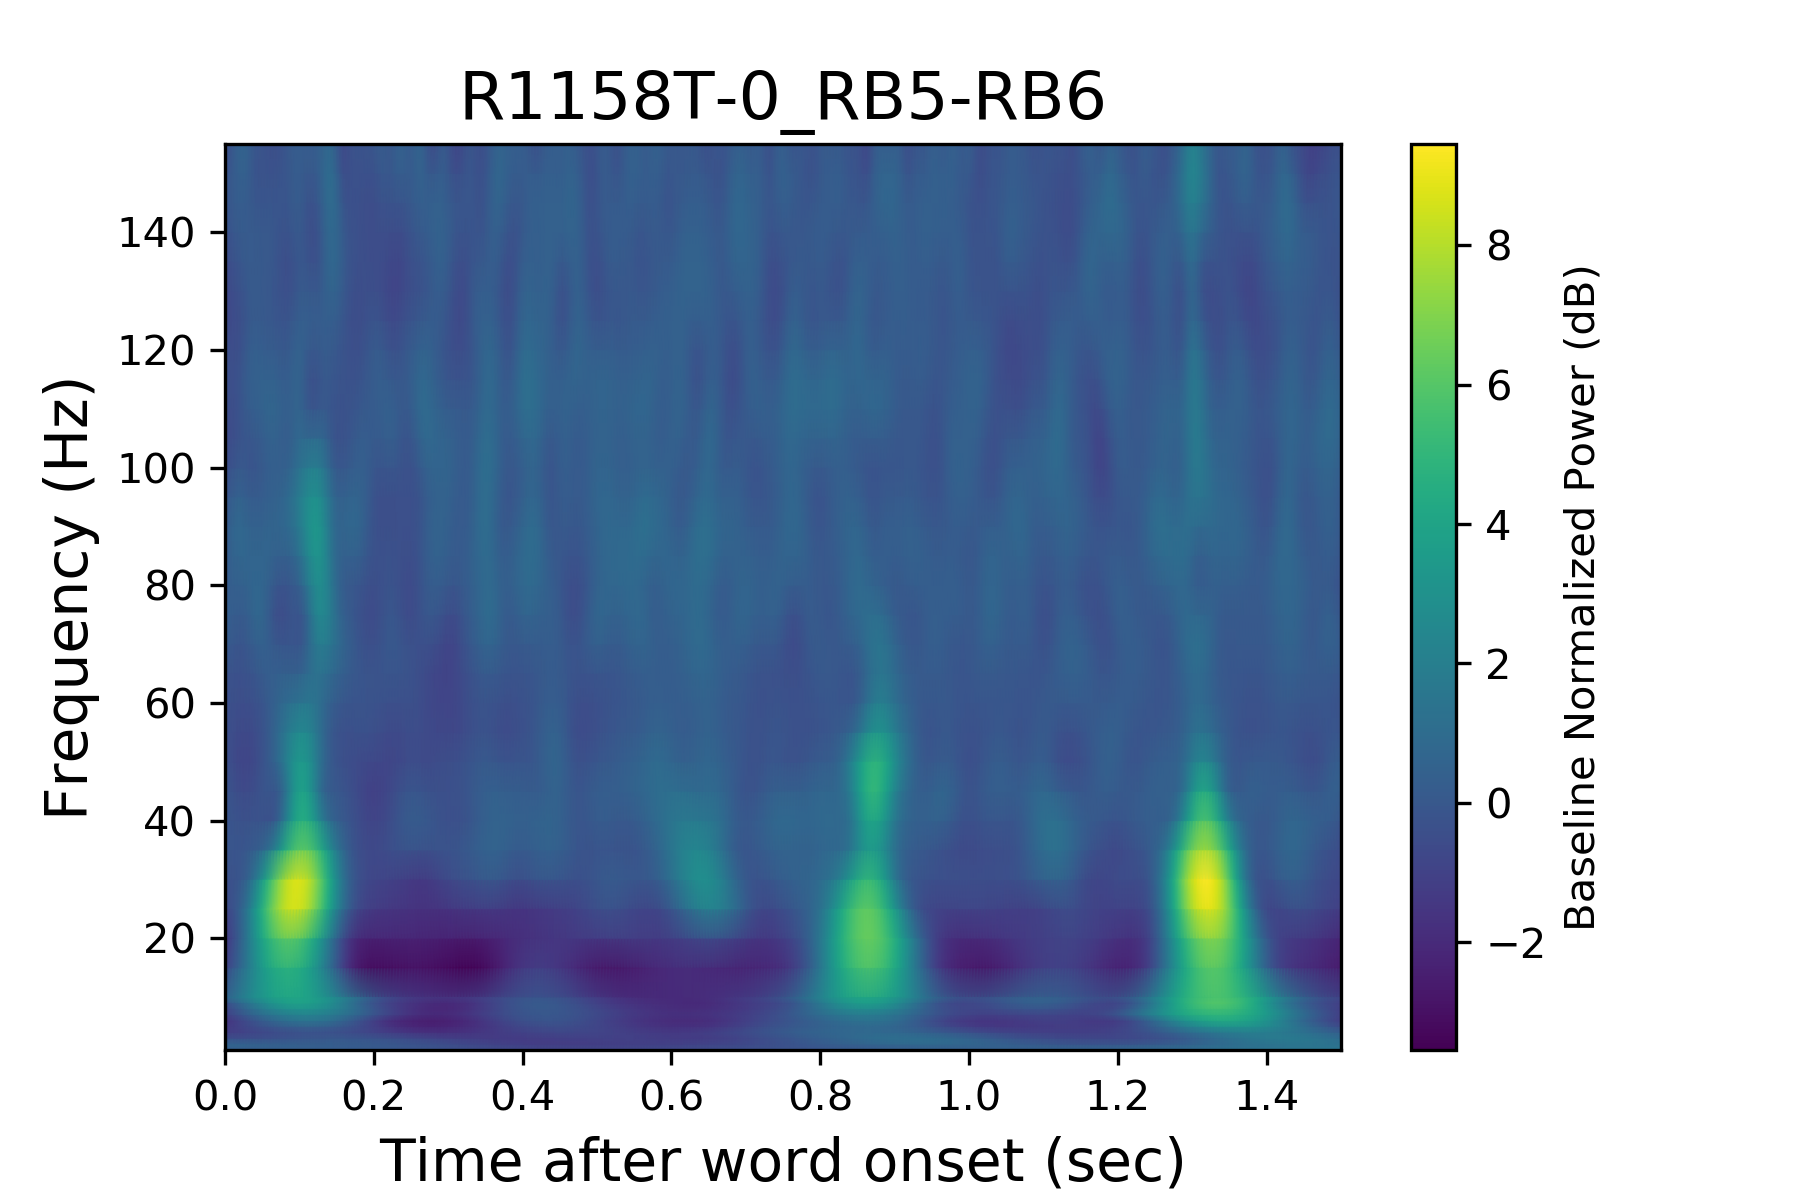 R1158T-0_RB5-RB6
Frequency (Hz)
140
120
100
80
60
40
20
0.0 0.2 0.4 0.6 0.8 1.0 1.2 1.4
Time after word onset (sec)
8
6
4
2
0
−2
Baseline Normalized Power (dB)